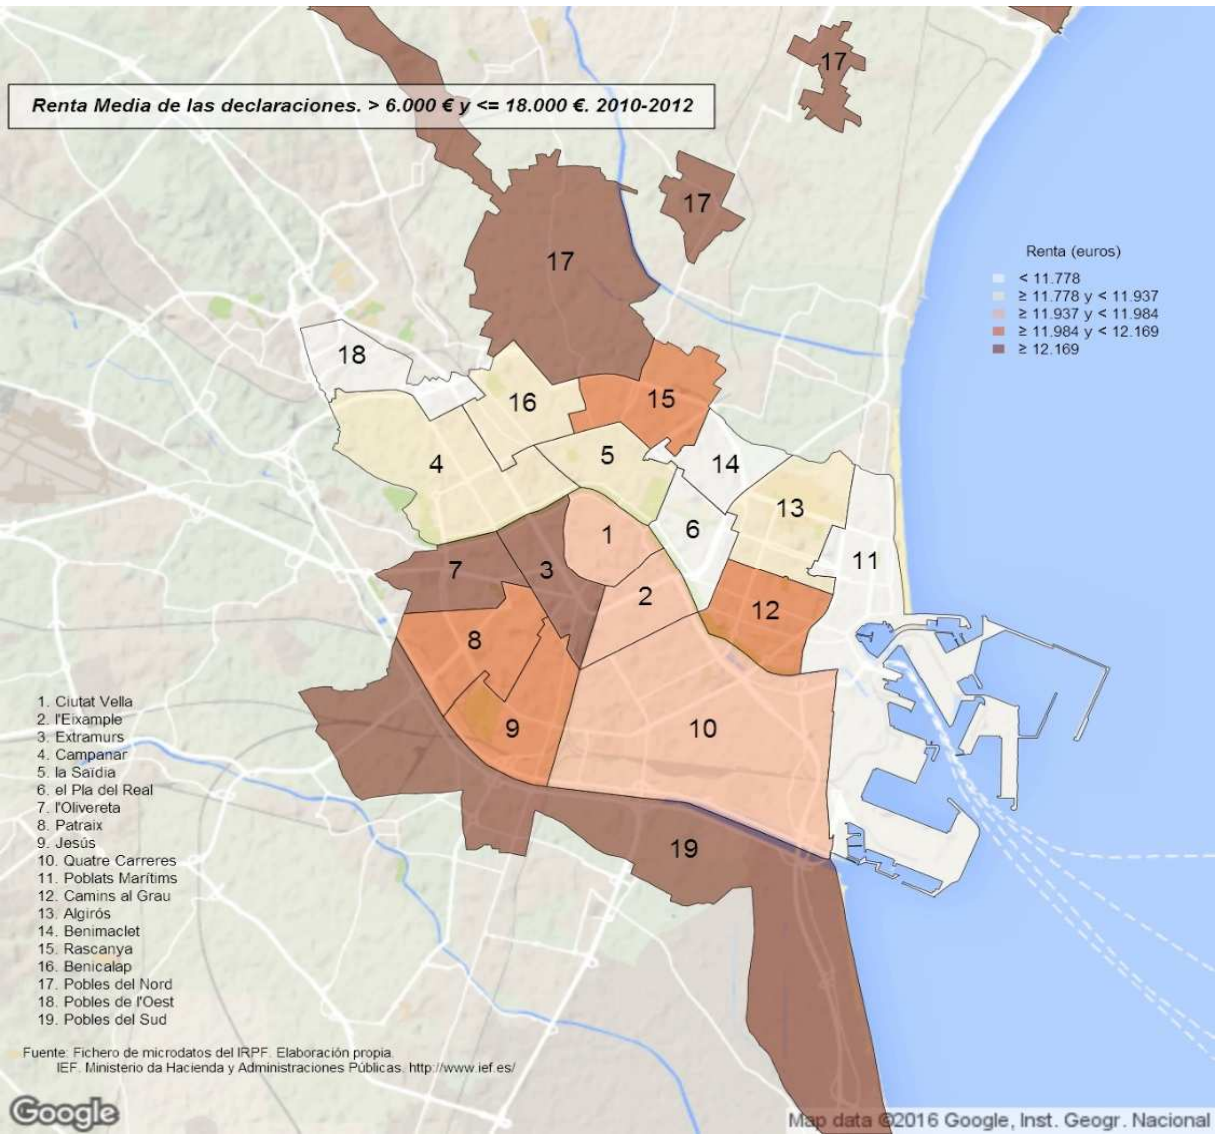 Renta Media de las declaraciones. > 6.000 € y <= 18.000 €. 2010-2012
17
17
17
Renta (euros)
< 11.778
≥ 11.778 y < 11.937
≥ 11.937 y < 11.984
≥ 11.984 y < 12.169
≥ 12.169
18
16
15
4
5
14
13
1
6
11
7
3
2
12
8
9
10
19
1. Ciutat Vella
2. l'Eixample
3. Extramurs
4. Campanar
5. la Saïdia
6. el Pla del Real
7. l'Olivereta
8. Patraix
9. Jesús
10. Quatre Carreres
11. Poblats Marítims
12. Camins al Grau
13. Algirós
14. Benimaclet
15. Rascanya
16. Benicalap
17. Pobles del Nord
18. Pobles de l'Oest
19. Pobles del Sud
Fuente: Fichero de microdatos del IRPF. Elaboración propia.
IEF. Ministerio da Hacienda y Administraciones Públicas. http://www.ief.es/
Google
Map data ©2016 Google, Inst. Geogr. Nacional